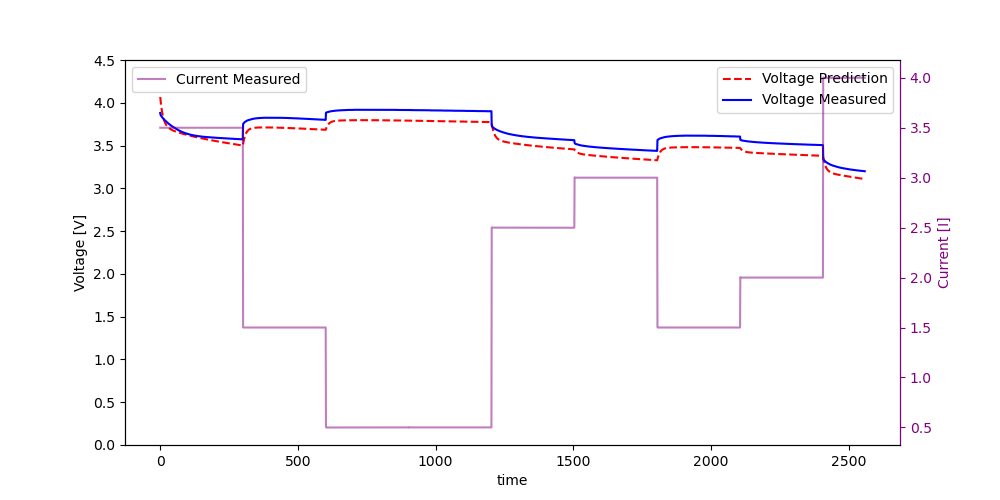 Current Measured
Voltage Prediction
Voltage Measured
4.5
4.0
3.5
3.0
2.5
2.0
1.5
1.0
0.5
0.0
Voltage [V]
4.0
3.5
3.0
2.5
2.0
1.5
1.0
0.5
Current [I]
0 500 1000 1500 2000 2500
time